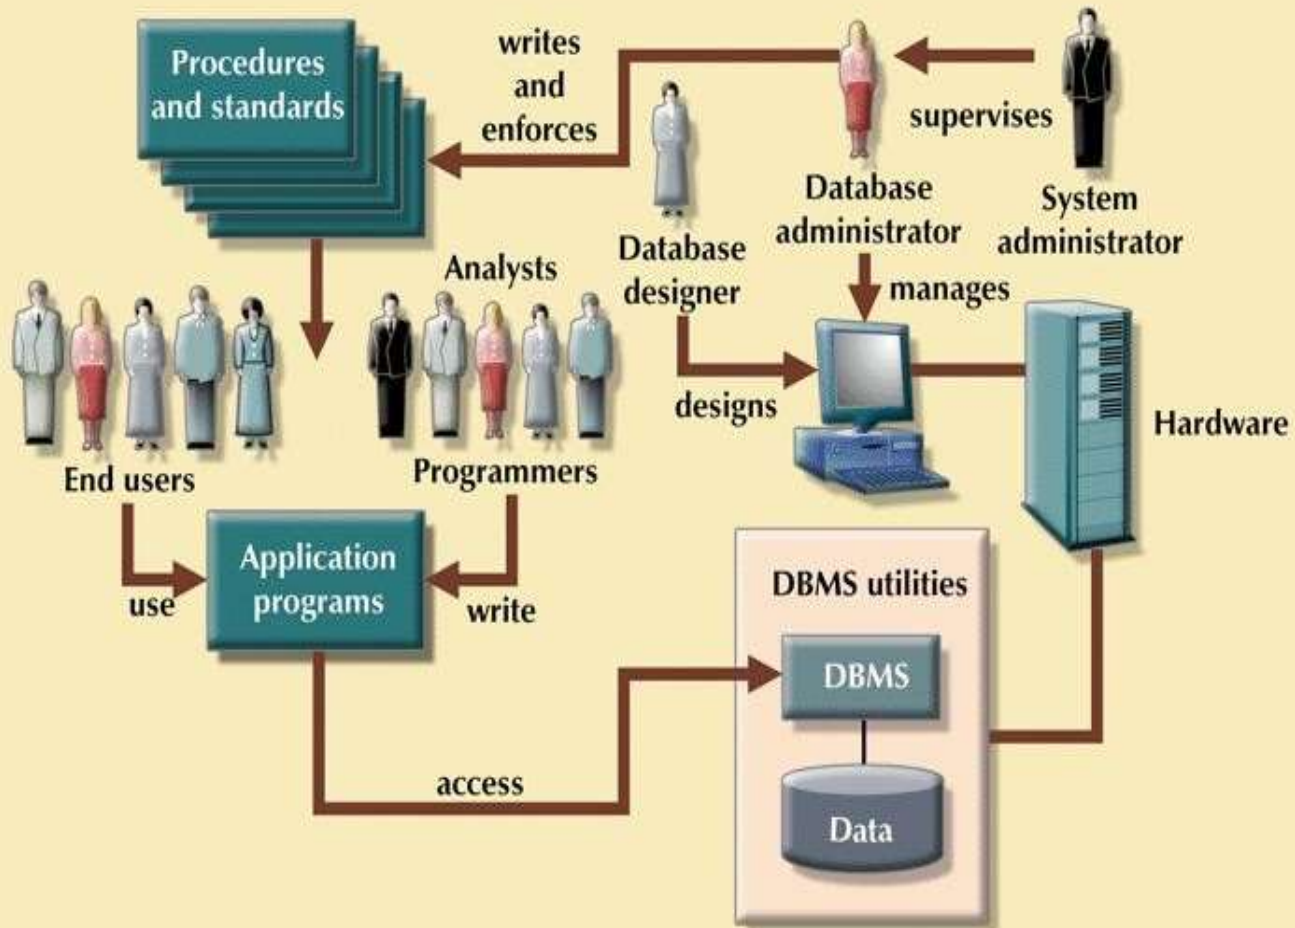 Procedures
and standards
writes
and
enforces
supervises
Database
administrator
System
administrator
Database
designer
Analysts
manages
designs
Hardware
End users
Programmers
Application
programs
use
write
DBMS utilities
DBMS
access
Data